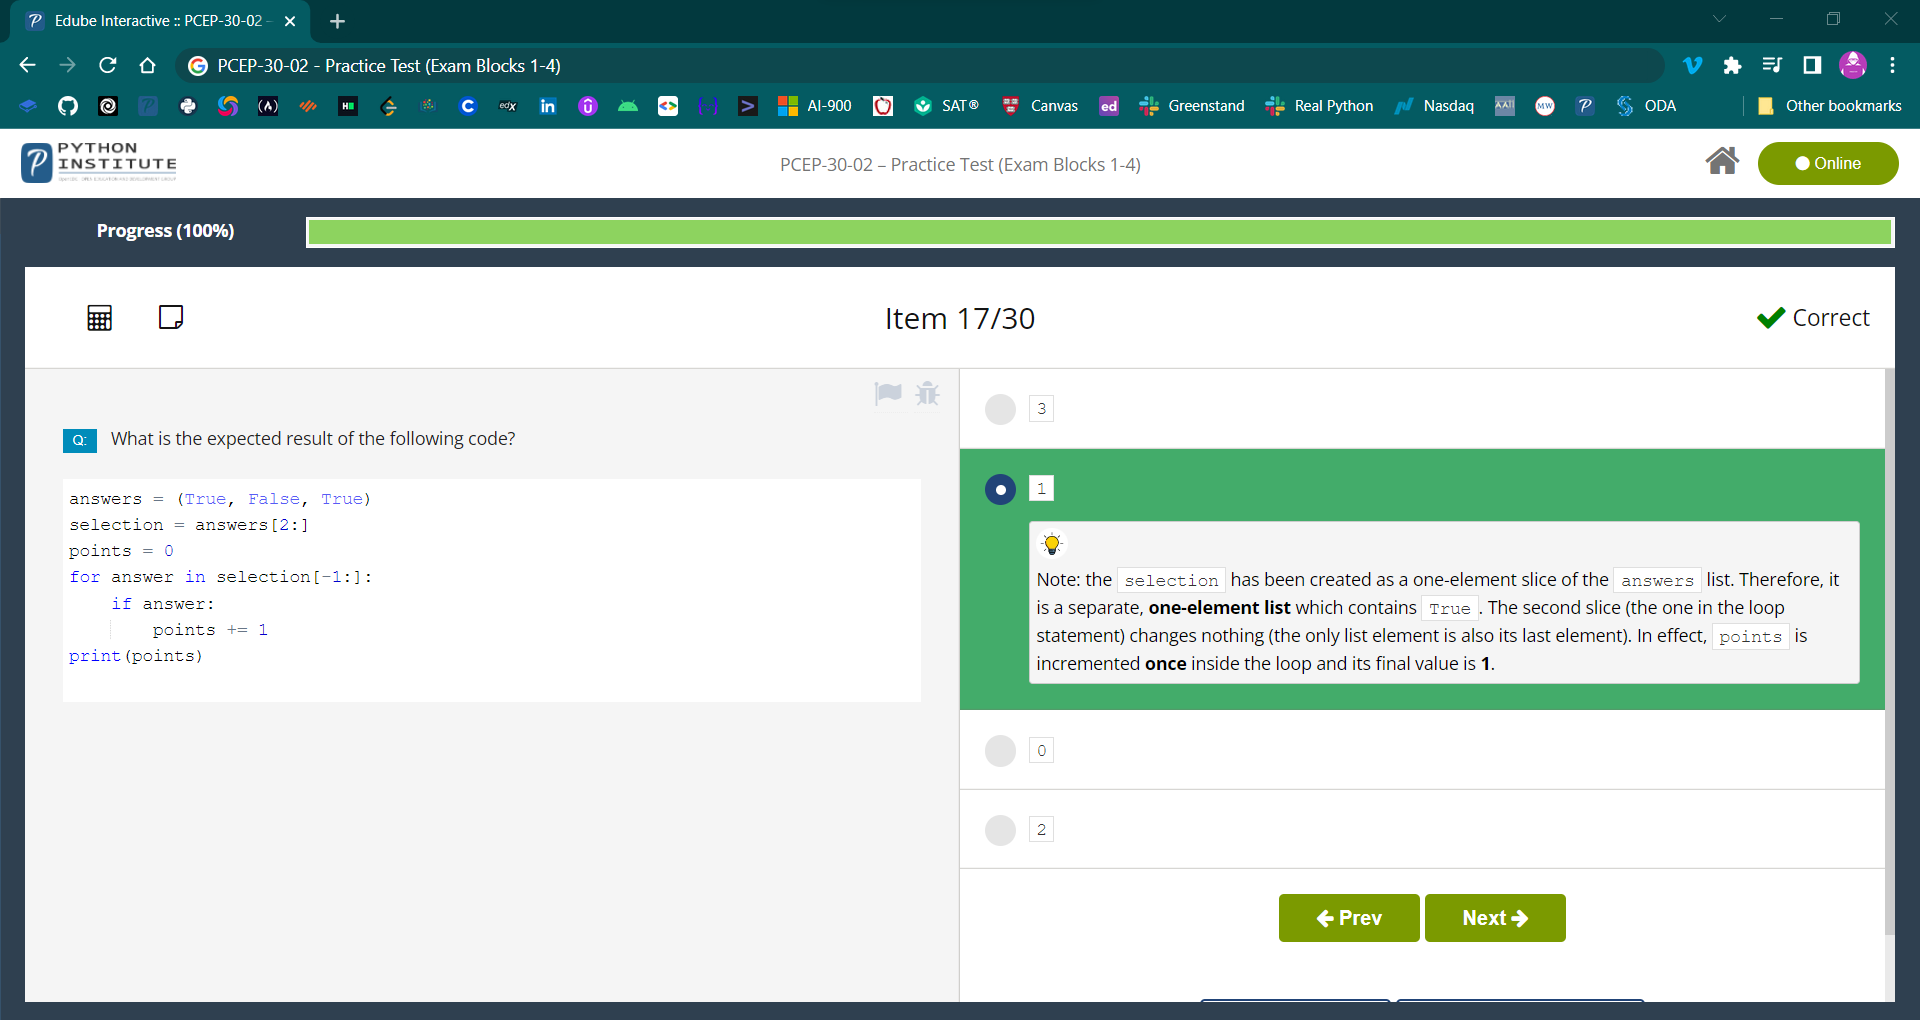 Edube Interactive :: PCEP-30-02 -
PCEP-30-02 - Practice Test (Exam Blocks 1-4)
AI-900
SAT®
Canvas
ed
Greenstand
Real Python
Nasdaq
MW
ODA
Other bookmarks
PYTHON
INSTITUTE
PCEP-30-02 – Practice Test (Exam Blocks 1-4)
Online
Progress (100%)
Item 17/30
Correct
Q: What is the expected result of the following code?
answers = (True, False, True)
selection = answers[2:]
points = 0
for answer in selection[-1:]:
    if answer:
        points += 1
print(points)
3
1
Note: the selection has been created as a one-element slice of the answers list. Therefore, it
is a separate, one-element list which contains True . The second slice (the one in the loop
statement) changes nothing (the only list element is also its last element). In effect, points is
incremented once inside the loop and its final value is 1.
0
2
Prev
Next